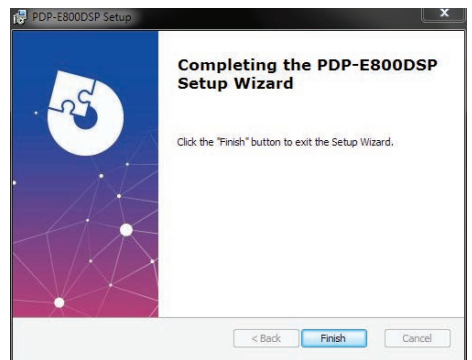 PDP-E800DSP Setup
x
Completing the PDP-E800DSP
Setup Wizard
Click the "Finish" button to exit the Setup Wizard.
< Back Finish Cancel